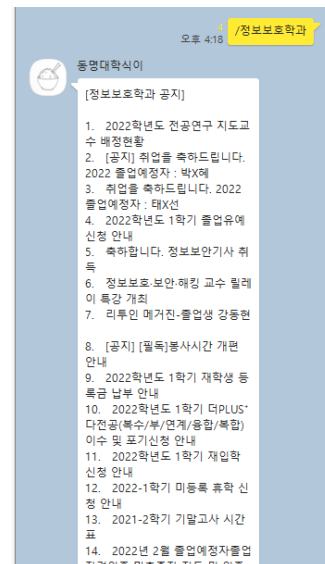 4
오후 4:18
/정보보호학과
동명대학식이
[정보보호학과 공지]
1. 2022학년도 전공연구 지도교
수 배정현황
2. [공지] 취업을 축하드립니다.
2022 졸업예정자 : 박X혜
3. 취업을 축하드립니다. 2022
졸업예정자 : 태X선
4. 2022학년도 1학기 졸업유예
신청 안내
5. 축하합니다. 정보보안기사 취
득
6. 정보보호·보안·해킹 교수 릴레
이 특강 개최
7. 리투인 메거진-졸업생 강동현
8. [공지] [필독]봉사시간 개편
안내
9. 2022학년도 1학기 재학생 등
록금 납부 안내
10. 2022학년도 1학기 더PLUS⁺
다전공(복수/부/연계/융합/복합)
이수 및 포기신청 안내
11. 2022학년도 1학기 재입학
신청 안내
12. 2022-1학기 미등록 휴학 신
청 안내
13. 2021-2학기 기말고사 시간
표
14. 2022년 2월 졸업예정자졸업